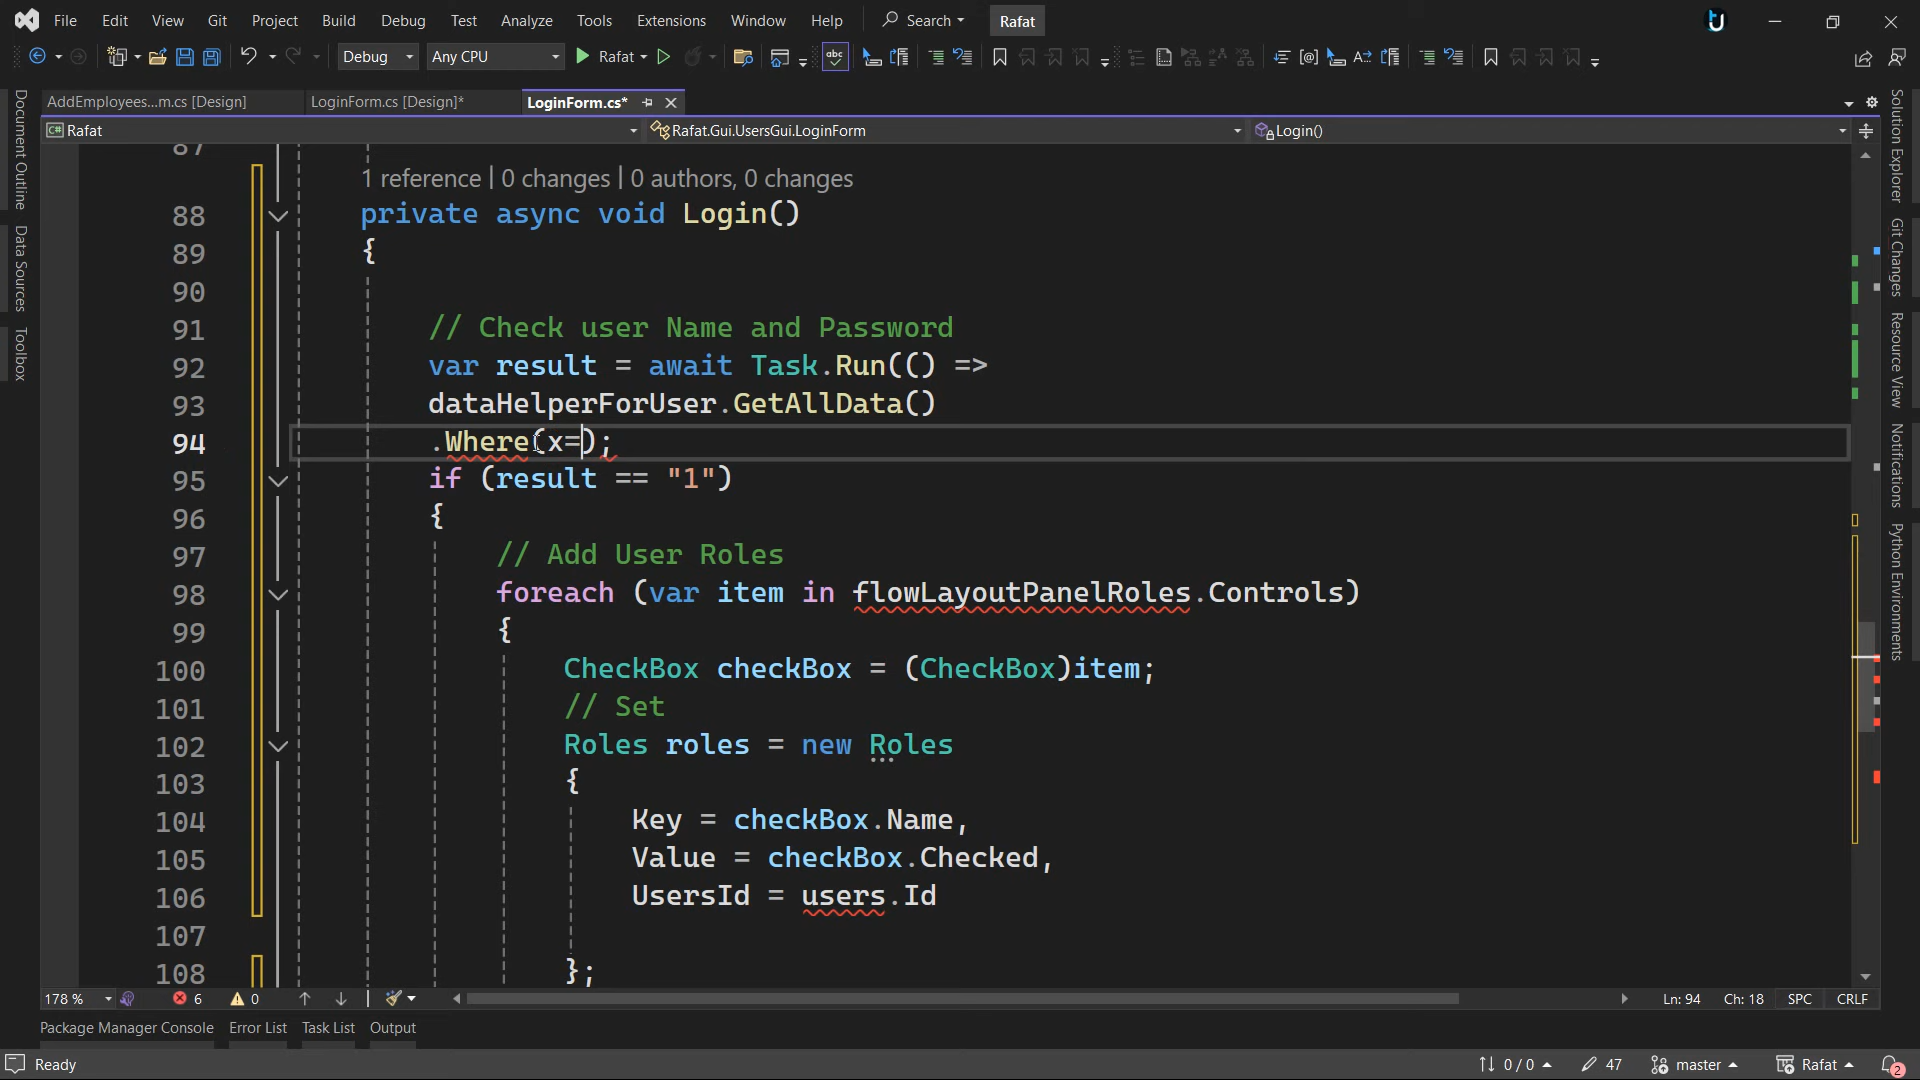 File Edit View Git Project Build Debug Test Analyze Tools Extensions Window Help Search Rafat
Debug Any CPU Rafat
AddEmployees...m.cs [Design] LoginForm.cs [Design]* LoginForm.cs*
C# Rafat Rafat.Gui.UsersGui.LoginForm Login()
87
1 reference | 0 changes | 0 authors, 0 changes
88 private async void Login()
89 {
90
91 // Check user Name and Password
92 var result = await Task.Run(() =>
93 dataHelperForUser.GetAllData()
94 .Where(x=);
95 if (result == "1")
96 {
97 // Add User Roles
98 foreach (var item in flowLayoutPanelRoles.Controls)
99 {
100 CheckBox checkBox = (CheckBox)item;
101 // Set
102 Roles roles = new Roles
103 {
104 Key = checkBox.Name,
105 Value = checkBox.Checked,
106 UsersId = users.Id
107
108 };
178 % 6 0 Ln: 94 Ch: 18 SPC CRLF
Package Manager Console Error List Task List Output
Ready 0 / 0 47 master Rafat 2
Document Outline
Data Sources
Toolbox
Solution Explorer
Git Changes
Resource View
Notifications
Python Environments